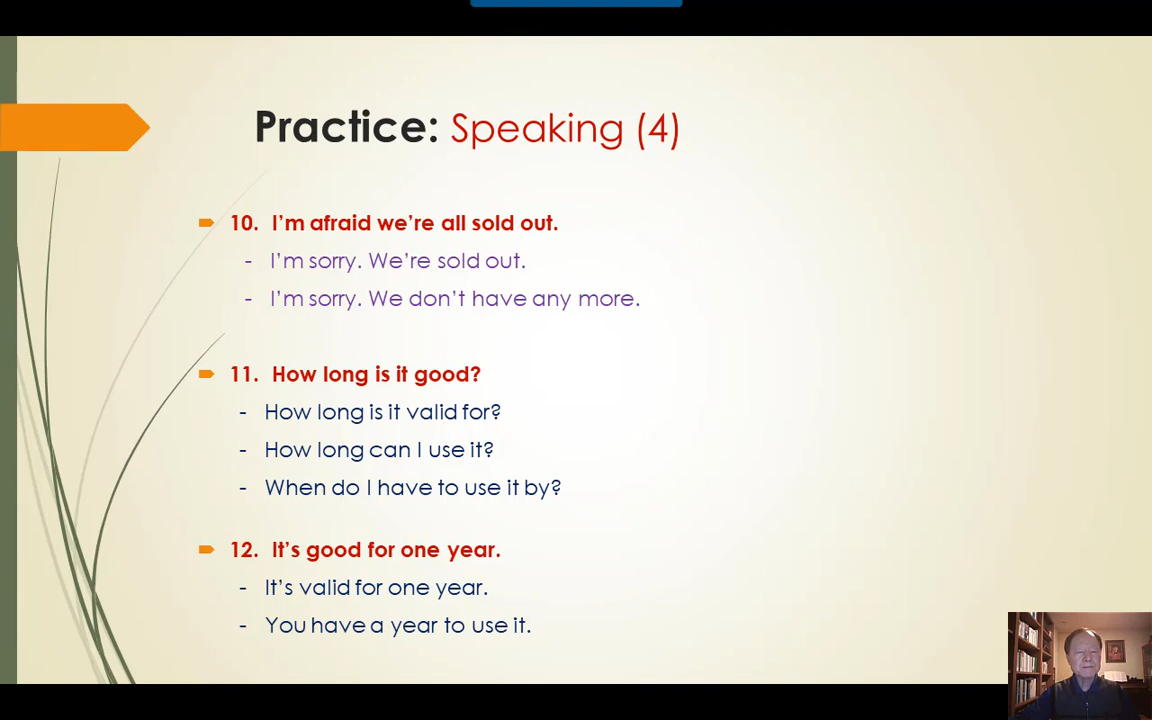 Practice: Speaking (4)
10. I'm afraid we're all sold out.
- I'm sorry. We're sold out.
- I'm sorry. We don't have any more.
11. How long is it good?
- How long is it valid for?
- How long can I use it?
- When do I have to use it by?
12. It's good for one year.
- It's valid for one year.
- You have a year to use it.